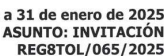 a 31 de enero de 2025
ASUNTO: INVITACIÓN
REG8TOL/065/2025